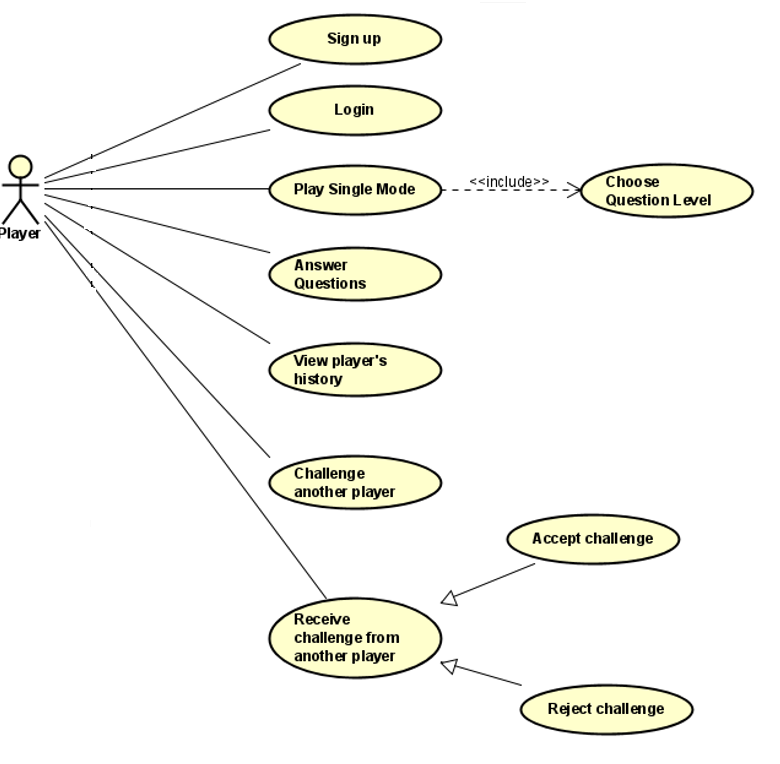 Sign up
Login
Play Single Mode
<<include>>
Choose
Question Level
Player
Answer
Questions
View player's
history
Challenge
another player
Accept challenge
Receive
challenge from
another player
Reject challenge